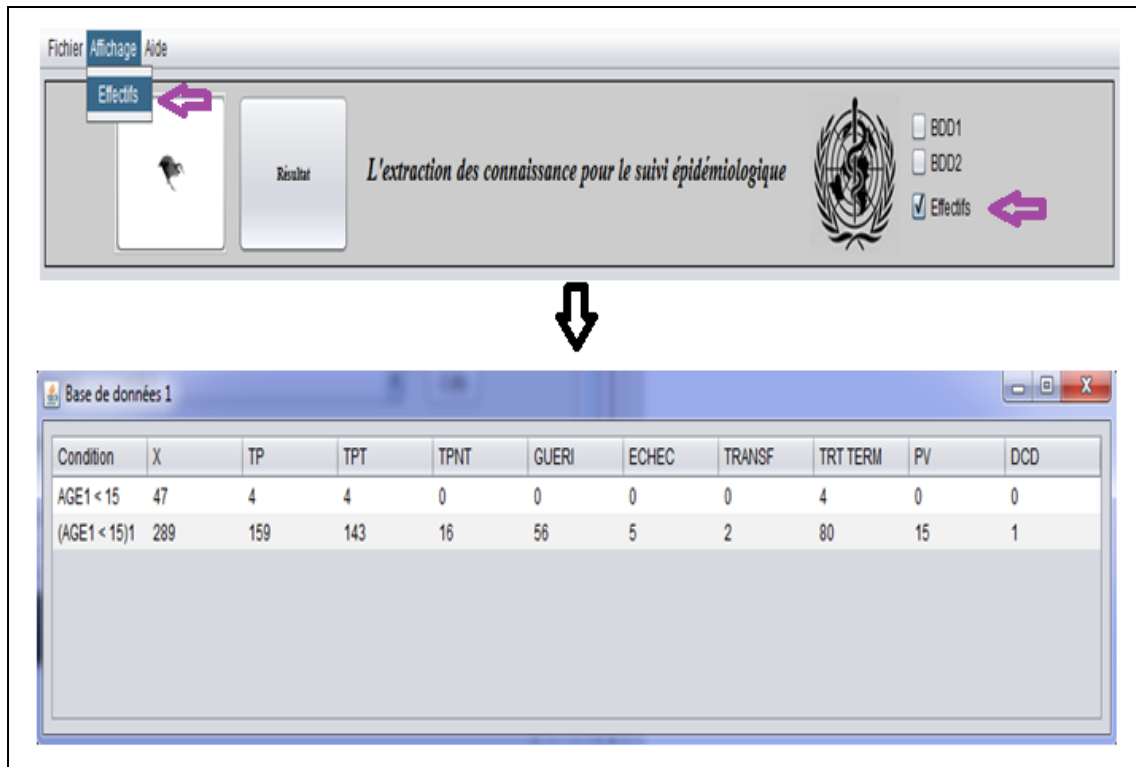 Fichier Affichage Aide
Effectifs
Résultat
L'extraction des connaissance pour le suivi épidémiologique
BDD1
BDD2
Effectifs
Base de données 1
Condition X TP TPT TPNT GUERI ECHEC TRANSF TRT TERM PV DCD
AGE1 < 15 47 4 4 0 0 0 0 4 0 0
(AGE1 < 15)1 289 159 143 16 56 5 2 80 15 1